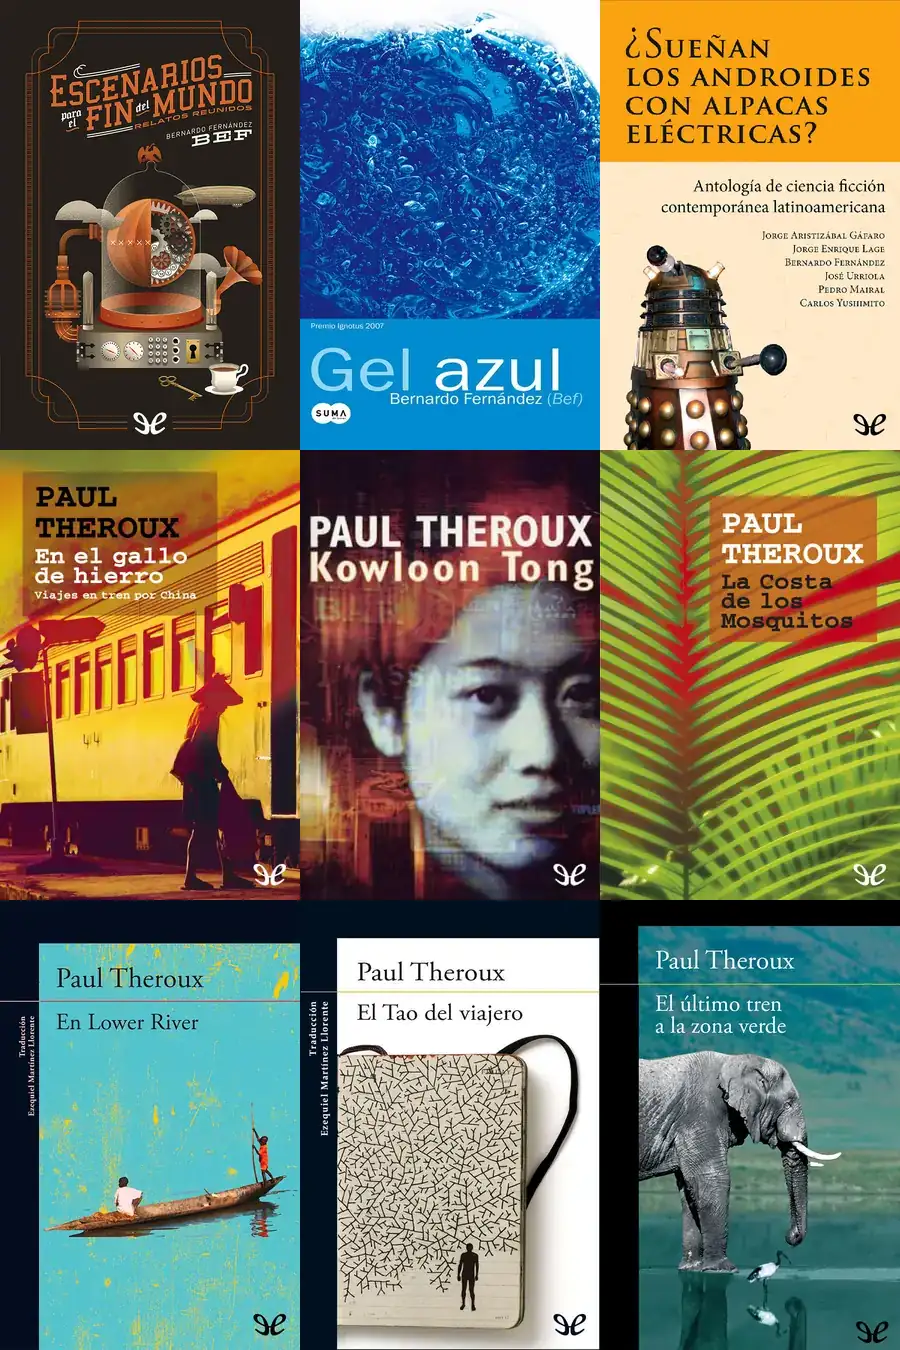 ESCENARIOS
para el FIN del MUNDO
RELATOS REUNIDOS
BERNARDO FERNÁNDEZ
BEF
Premio Ignotus 2007
Gel azul
Bernardo Fernández (Bef)
SUMA
¿SUEÑAN
LOS ANDROIDES
CON ALPACAS
ELÉCTRICAS?
Antología de ciencia ficción
contemporánea latinoamericana
JORGE ARISTIZÁBAL GÁFARO
JORGE ENRIQUE LAGE
BERNARDO FERNÁNDEZ
JOSÉ URRIOLA
PEDRO MAIRAL
CARLOS YUSHIMITO
PAUL
THEROUX
En el gallo
de hierro
Viajes en tren por China
PAUL THEROUX
Kowloon Tong
PAUL
THEROUX
La Costa
de los
Mosquitos
Paul Theroux
En Lower River
Traducción
Ezequiel Martínez Llorente
Paul Theroux
El Tao del viajero
Traducción
Ezequiel Martínez Llorente
Paul Theroux
El último tren
a la zona verde